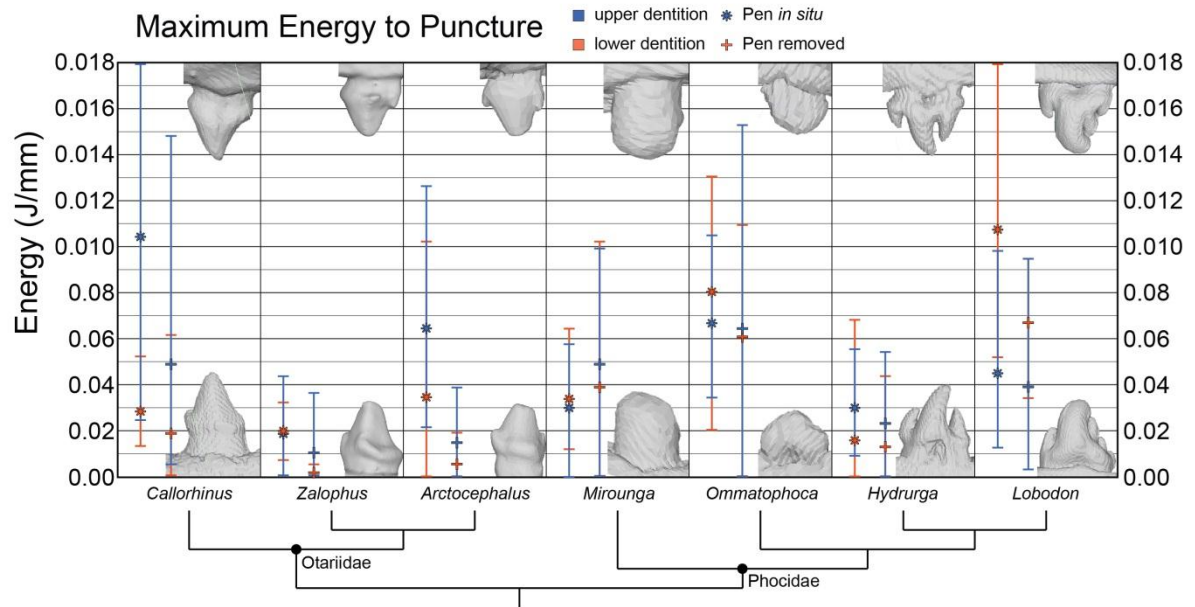 Maximum Energy to Puncture
upper dentition
Pen in situ
lower dentition
Pen removed
Energy (J/mm)
0.018
0.016
0.014
0.012
0.010
0.08
0.06
0.04
0.02
0.00
0.018
0.016
0.014
0.012
0.010
0.08
0.06
0.04
0.02
0.00
Callorhinus Zalophus Arctocephalus Mirounga Ommatophoca Hydrurga Lobodon
Otariidae
Phocidae